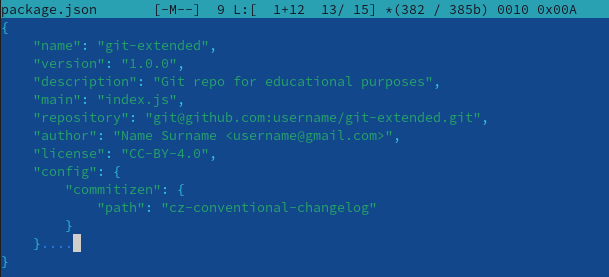 package.json       [-M--]  9 L:[  1+12  13/ 15] *(382 / 385b) 0010 0x00A
{
    "name": "git-extended",
    "version": "1.0.0",
    "description": "Git repo for educational purposes",
    "main": "index.js",
    "repository": "git@github.com:username/git-extended.git",
    "author": "Name Surname <username@gmail.com>",
    "license": "CC-BY-4.0",
    "config": {
        "commitizen": {
            "path": "cz-conventional-changelog"
        }
    }....
}